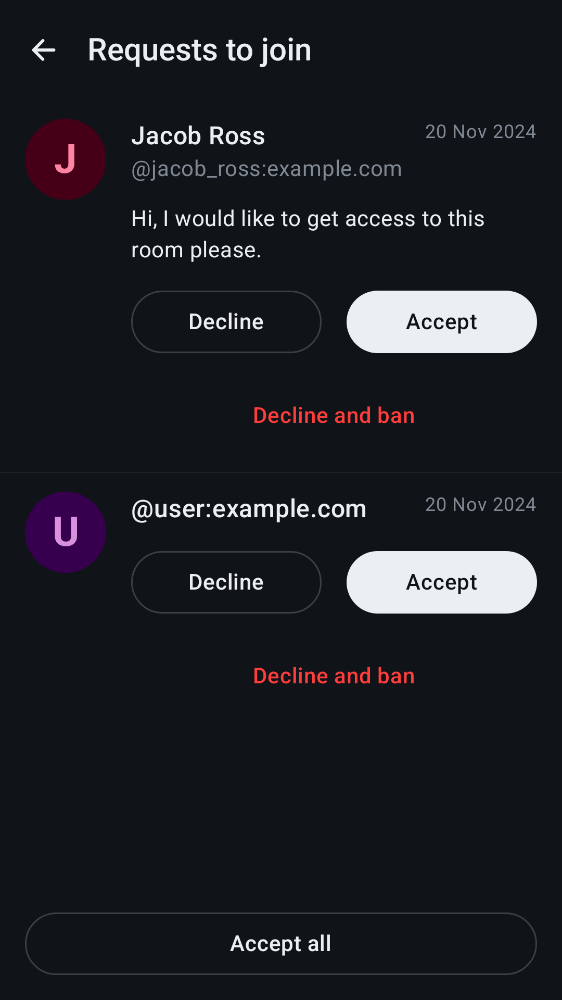 Requests to join
J
Jacob Ross
20 Nov 2024
@jacob_ross:example.com
Hi, I would like to get access to this
room please.
Decline
Accept
Decline and ban
U
@user:example.com
20 Nov 2024
Decline
Accept
Decline and ban
Accept all